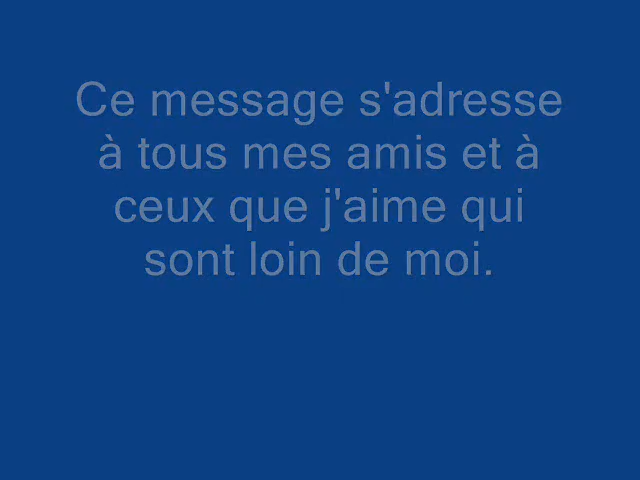 Ce message s'adresse
à tous mes amis et à
ceux que j'aime qui
sont loin de moi.